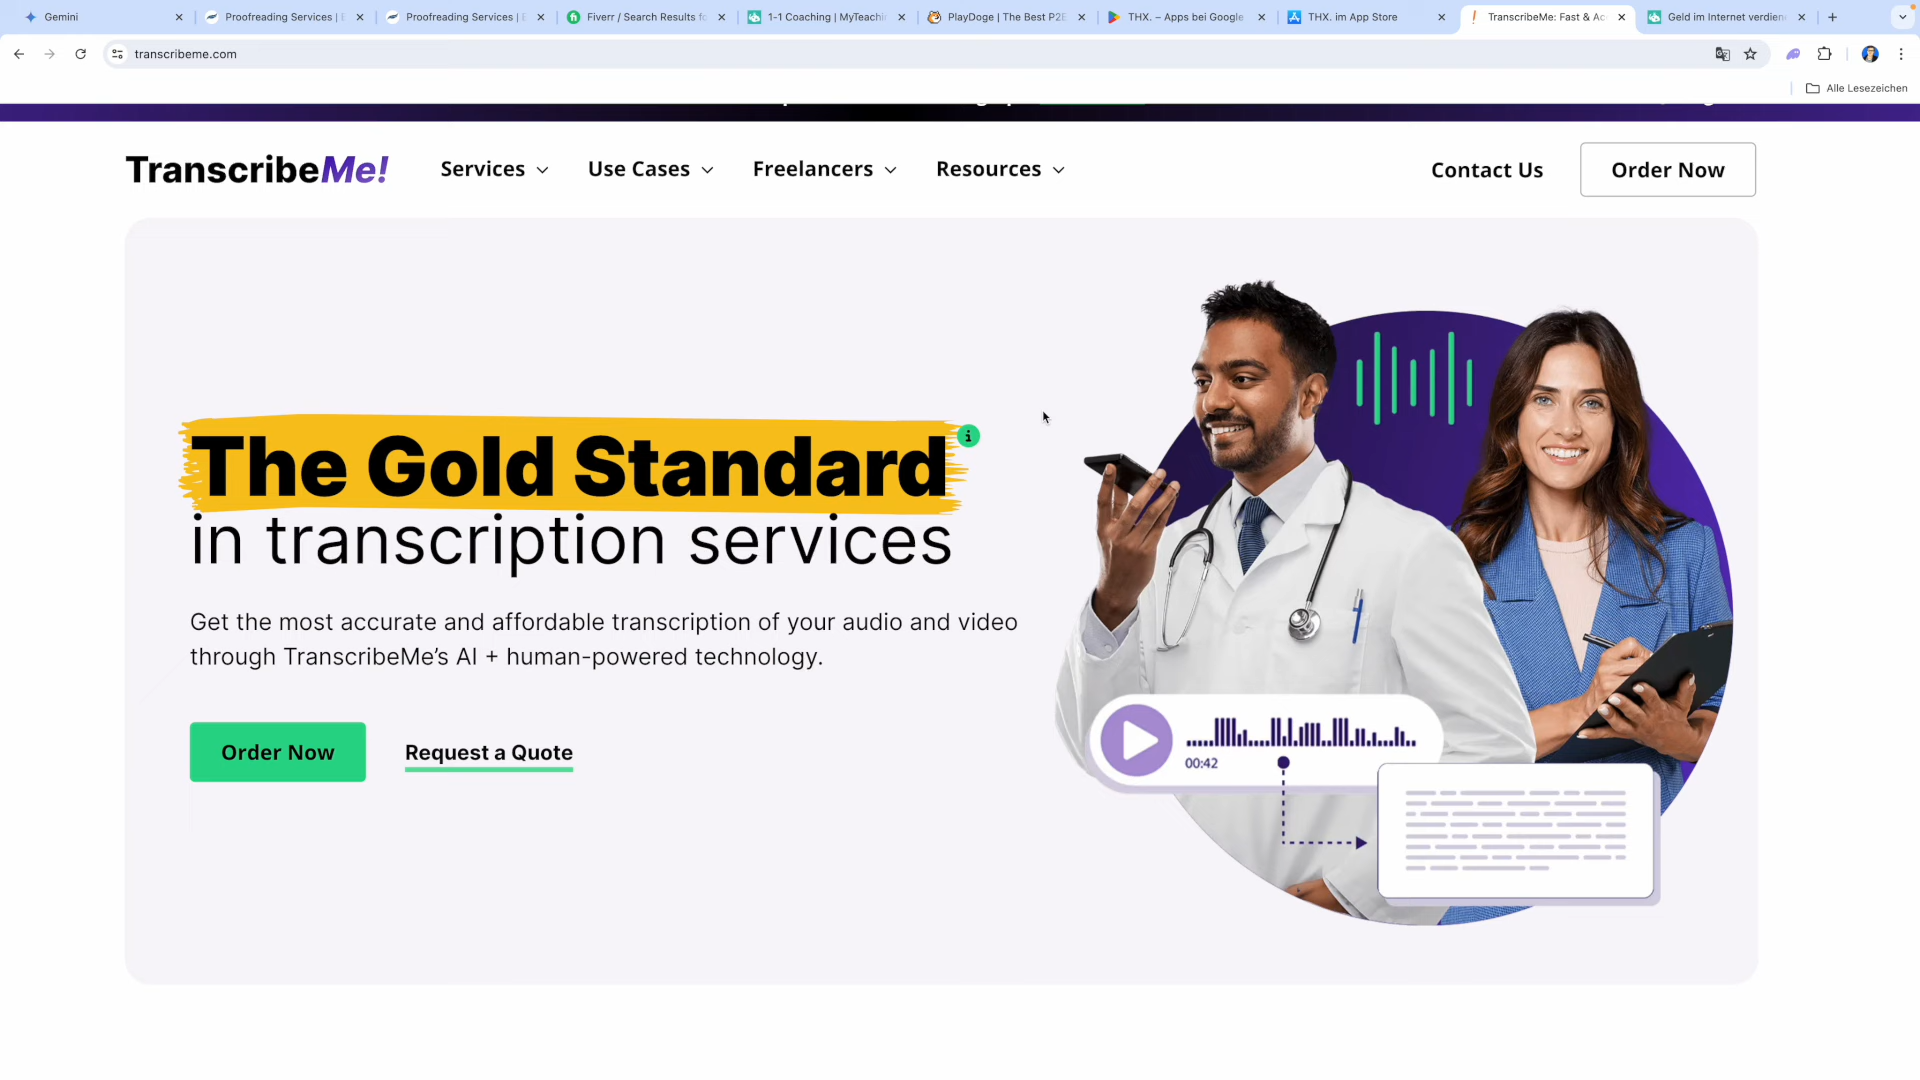 Gemini
Proofreading Services |
Proofreading Services |
Fiverr / Search Results fo
1-1 Coaching | MyTeachin
PlayDoge | The Best P2E
THX. – Apps bei Google
THX. im App Store
TranscribeMe: Fast & Ac
Geld im Internet verdien
transcribeme.com
Alle Lesezeichen
TranscribeMe!
Services
Use Cases
Freelancers
Resources
Contact Us
Order Now
The Gold Standard
i
in transcription services
Get the most accurate and affordable transcription of your audio and video
through TranscribeMe’s AI + human-powered technology.
Order Now
Request a Quote
00:42